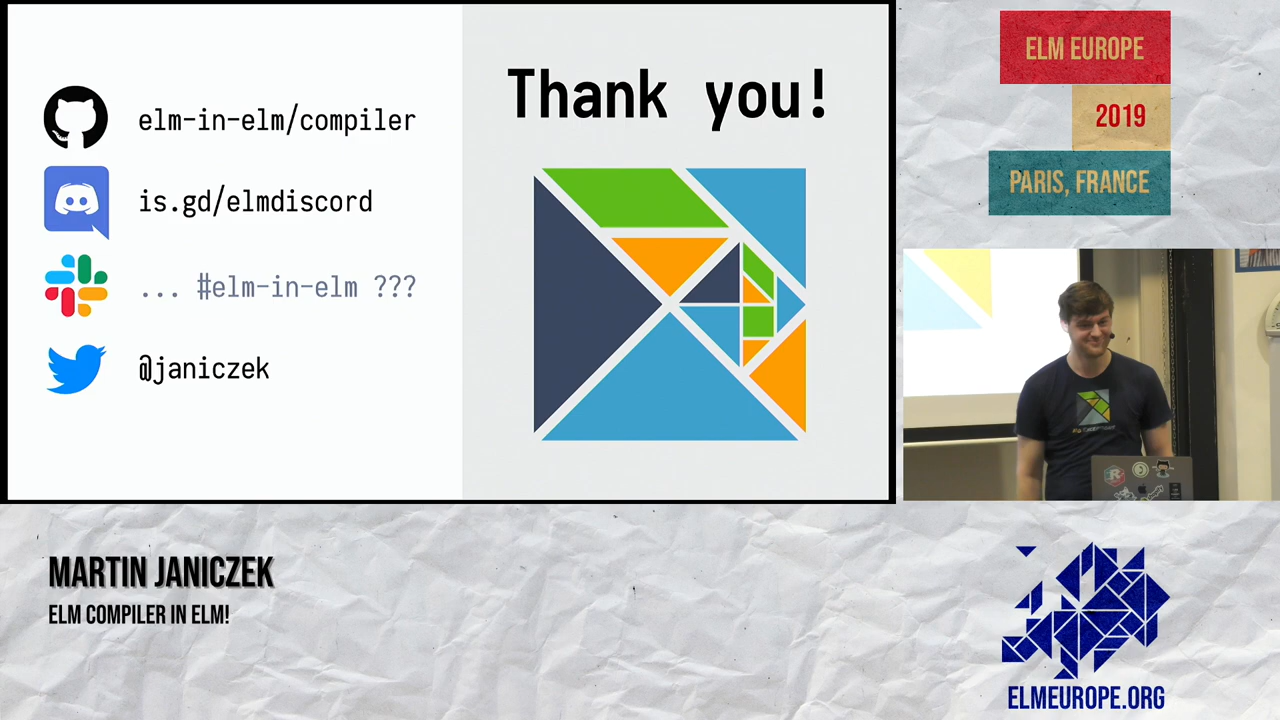 elm-in-elm/compiler
is.gd/elmdiscord
... #elm-in-elm ???
@janiczek
Thank you!
ELM EUROPE
2019
PARIS, FRANCE
MARTIN JANICZEK
ELM COMPILER IN ELM!
ELMEUROPE.ORG